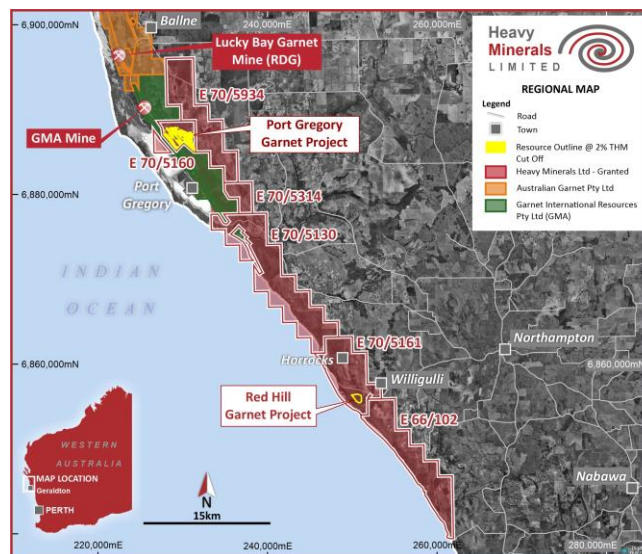 6,900,000mN
Ballne
240,000mE
260,000mE
Lucky Bay Garnet
Mine (RDG)
Heavy
Minerals
LIMITED
REGIONAL MAP
Legend
Road
Town
Resource Outline @ 2% THM
Cut Off
Heavy Minerals Ltd - Granted
Australian Garnet Pty Ltd
Garnet International Resources
Pty Ltd (GMA)
E 70/5934
GMA Mine
Port Gregory
Garnet Project
E 70/5160
6,880,000mN
Port
Gregory
E 70/5314
E 70/5130
INDIAN
OCEAN
E 70/5161
Northampton
6,860,000mN
Horrocks
6,860,000mN
Willigulli
Red Hill
Garnet Project
E 66/102
WESTERN
AUSTRALIA
MAP LOCATION
Geraldton
PERTH
Nabawa
15km
220,000mE
240,000mE
260,000mE